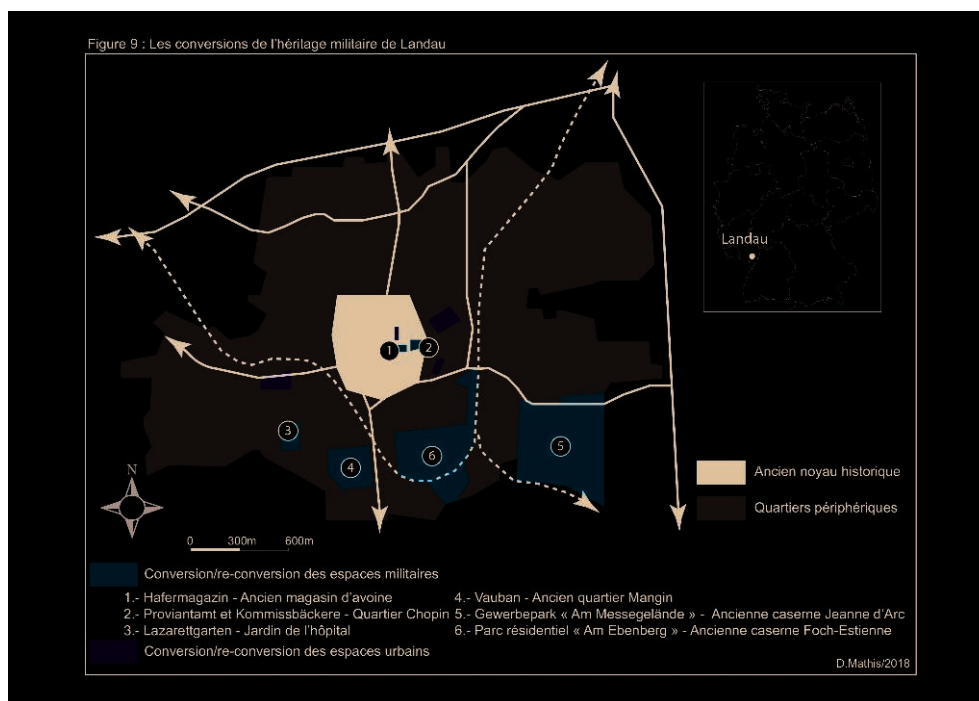 Figure 9 : Les conversions de l'hérilage militaire de Landau
Landau
1
2
3
4
6
5
N
0 300m 600m
Ancien noyau historique
Quartiers périphériques
Conversion/re-conversion des espaces militaires
1.- Hafermagazin - Ancien magasin d'avoine
2.- Proviantamt et Kommissbäckere - Quartier Chopin
3.- Lazarettgarten - Jardin de l'hôpital
4.- Vauban - Ancien quartier Mangin
5.- Gewerbepark « Am Messegelände » - Ancienne caserne Jeanne d'Arc
6.- Parc résidentiel « Am Ebenberg » - Ancienne caserne Foch-Estienne
Conversion/re-conversion des espaces urbains
D.Mathis/2018